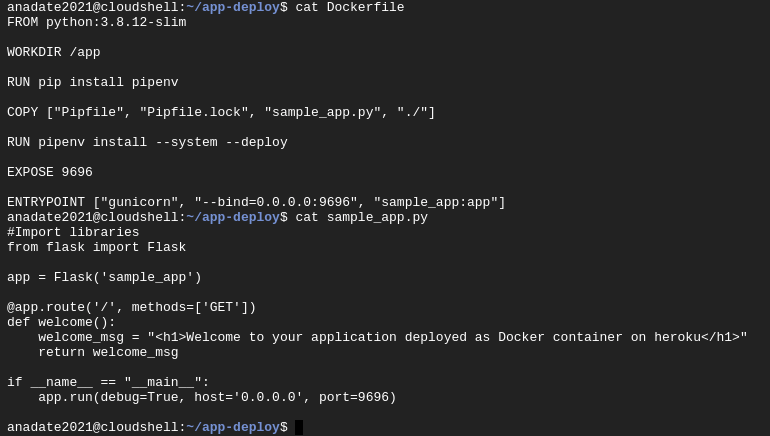 anadate2021@cloudshell:~/app-deploy$ cat Dockerfile
FROM python:3.8.12-slim
WORKDIR /app
RUN pip install pipenv
COPY ["Pipfile", "Pipfile.lock", "sample_app.py", "./"]
RUN pipenv install --system --deploy
EXPOSE 9696
ENTRYPOINT ["gunicorn", "--bind=0.0.0.0:9696", "sample_app:app"]
anadate2021@cloudshell:~/app-deploy$ cat sample_app.py
#Import libraries
from flask import Flask
app = Flask('sample_app')
@app.route('/', methods=['GET'])
def welcome():
    welcome_msg = "<h1>Welcome to your application deployed as Docker container on heroku</h1>"
    return welcome_msg
if __name__ == "__main__":
    app.run(debug=True, host='0.0.0.0', port=9696)
anadate2021@cloudshell:~/app-deploy$